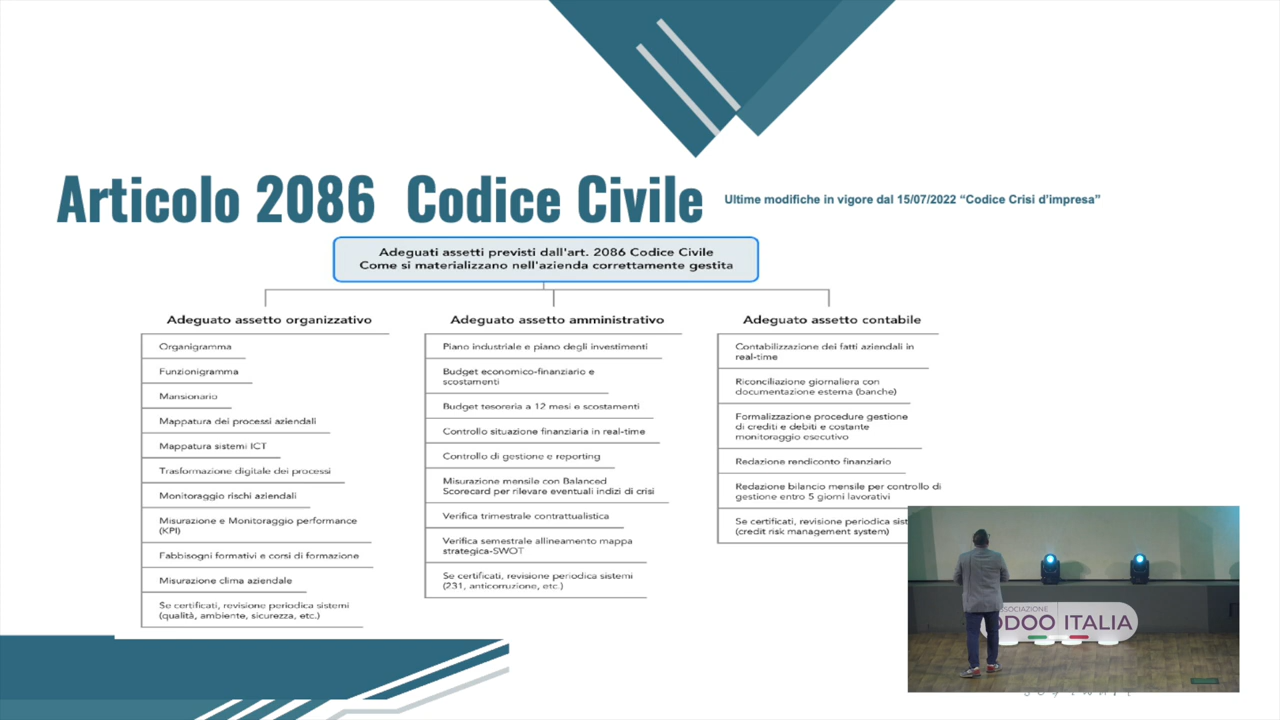 Articolo 2086 Codice Civile
Ultime modifiche in vigore dal 15/07/2022 “Codice Crisi d’impresa”
Adeguati assetti previsti dall'art. 2086 Codice Civile
Come si materializzano nell'azienda correttamente gestita
Adeguato assetto organizzativo
Organigramma
Funzionigramma
Mansionario
Mappatura dei processi aziendali
Mappatura sistemi ICT
Trasformazione digitale dei processi
Monitoraggio rischi aziendali
Misurazione e Monitoraggio performance
(KPI)
Fabbisogni formativi e corsi di formazione
Misurazione clima aziendale
Se certificati, revisione periodica sistemi
(qualità, ambiente, sicurezza, etc.)
Adeguato assetto amministrativo
Piano industriale e piano degli investimenti
Budget economico-finanziario e
scostamenti
Budget tesoreria a 12 mesi e scostamenti
Controllo situazione finanziaria in real-time
Controllo di gestione e reporting
Misurazione mensile con Balanced
Scorecard per rilevare eventuali indizi di crisi
Verifica trimestrale contrattualistica
Verifica semestrale allineamento mappa
strategica-SWOT
Se certificati, revisione periodica sistemi
(231, anticorruzione, etc.)
Adeguato assetto contabile
Contabilizzazione dei fatti aziendali in
real-time
Riconciliazione giornaliera con
documentazione esterna (banche)
Formalizzazione procedure gestione
di crediti e debiti e costante
monitoraggio esecutivo
Redazione rendiconto finanziario
Redazione bilancio mensile per controllo di
gestione entro 5 giorni lavorativi
Se certificati, revisione periodica sist
(credit risk management system)
SSOCIAZIONE
ODOO ITALIA